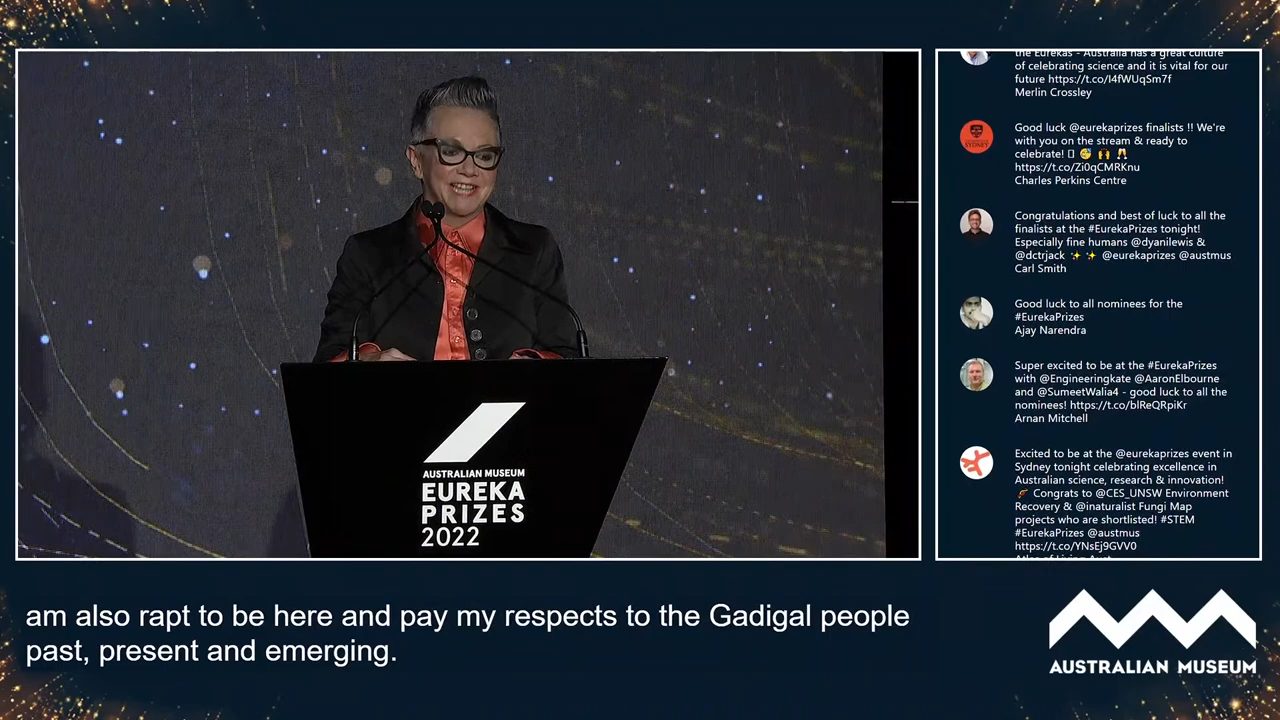 AUSTRALIAN MUSEUM
EUREKA
PRIZES
2022
the Eurekas - Australia has a great culture
of celebrating science and it is vital for our
future https://t.co/I4fWUqSm7f
Merlin Crossley
Good luck @eurekaprizes finalists !! We're
with you on the stream & ready to
celebrate! 🥳 🙌 🥂
https://t.co/Zi0qCMRKnu
Charles Perkins Centre
Congratulations and best of luck to all the
finalists at the #EurekaPrizes tonight!
Especially fine humans @dyanilewis &
@dctrjack ✨ ✨ @eurekaprizes @austmus
Carl Smith
Good luck to all nominees for the
#EurekaPrizes
Ajay Narendra
Super excited to be at the #EurekaPrizes
with @Engineeringkate @AaronElbourne
and @SumeetWalia4 - good luck to all the
nominees! https://t.co/blReQRpiKr
Arnan Mitchell
Excited to be at the @eurekaprizes event in
Sydney tonight celebrating excellence in
Australian science, research & innovation!
Congrats to @CES_UNSW Environment
Recovery & @inaturalist Fungi Map
projects who are shortlisted! #STEM
#EurekaPrizes @austmus
https://t.co/YNsEj9GVV0
am also rapt to be here and pay my respects to the Gadigal people
past, present and emerging.
AUSTRALIAN MUSEUM